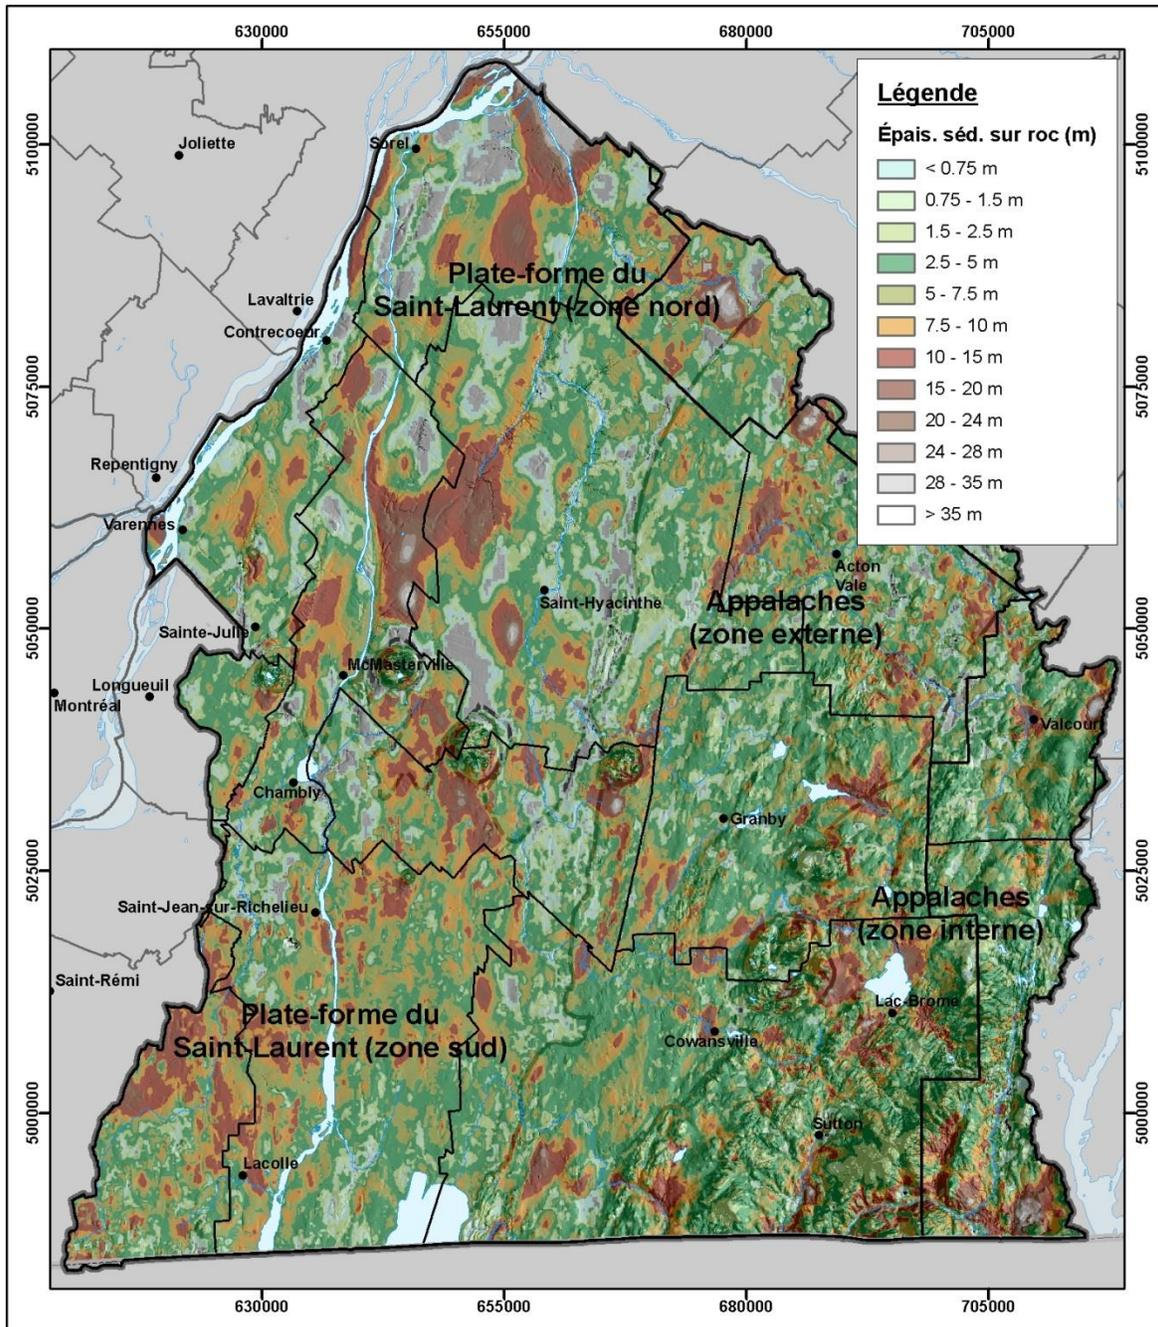 630000
655000
680000
705000
5100000
5100000
Légende
Épais. séd. sur roc (m)
< 0.75 m
0.75 - 1.5 m
1.5 - 2.5 m
2.5 - 5 m
5 - 7.5 m
7.5 - 10 m
10 - 15 m
15 - 20 m
20 - 24 m
24 - 28 m
28 - 35 m
> 35 m
Joliette
Sorel
Plate-forme du
Saint-Laurent (zone nord)
Lavaltrie
Contrecoeur
5075000
5075000
Repentigny
Varennes
Acton
Vale
Saint-Hyacinthe
Appalaches
(zone externe)
5050000
5050000
Sainte-Julie
McMasterville
Longueuil
Montréal
Valcourt
Chambly
Granby
5025000
5025000
Appalaches
(zone interne)
Saint-Jean-sur-Richelieu
Saint-Rémi
Plate-forme du
Saint-Laurent (zone sud)
Lac-Brome
Cowansville
5000000
5000000
Sutton
Lacolle
630000
655000
680000
705000